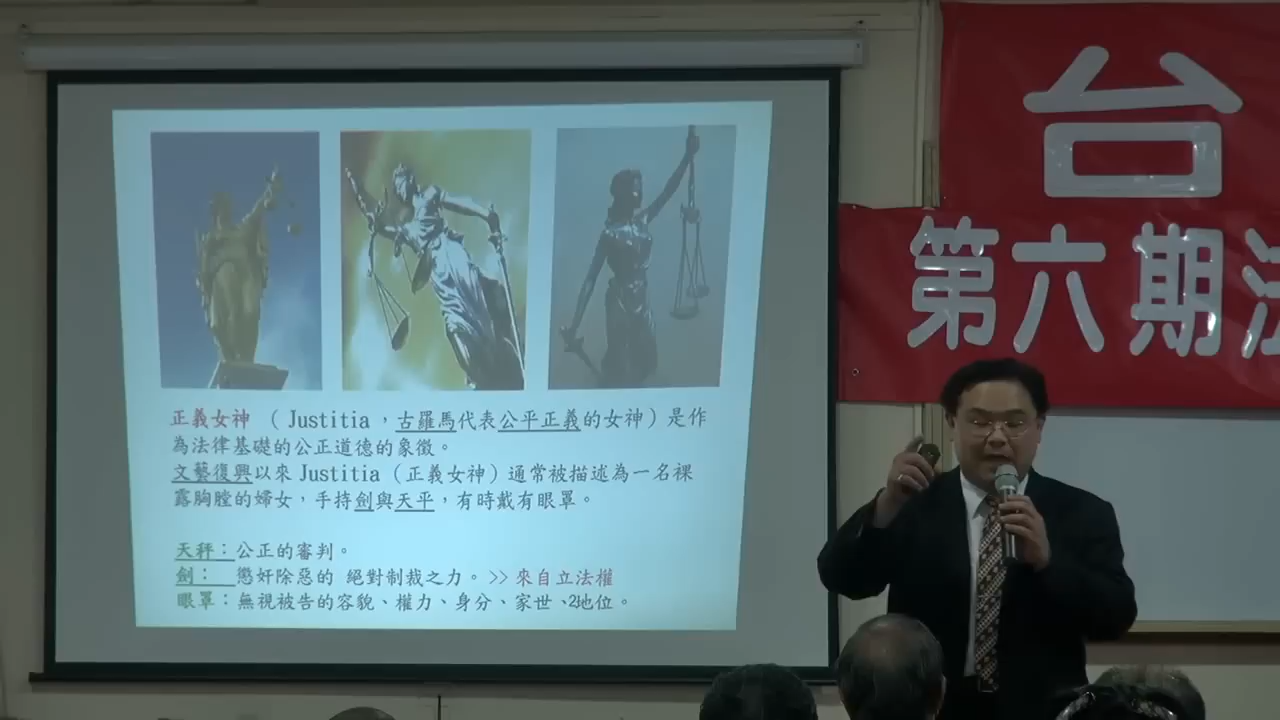 正義女神 （ Justitia ，古羅馬代表公平正義的女神）是作
為法律基礎的公正道德的象徵。
文藝復興以來 Justitia （正義女神）通常被描述為一名裸
露胸膛的婦女，手持劍與天平，有時戴有眼罩。
天秤：公正的審判。
劍： 懲奸除惡的 絕對制裁之力。 >> 來自立法權
眼罩：無視被告的容貌、權力、身分、家世、2地位。
台
第六期法